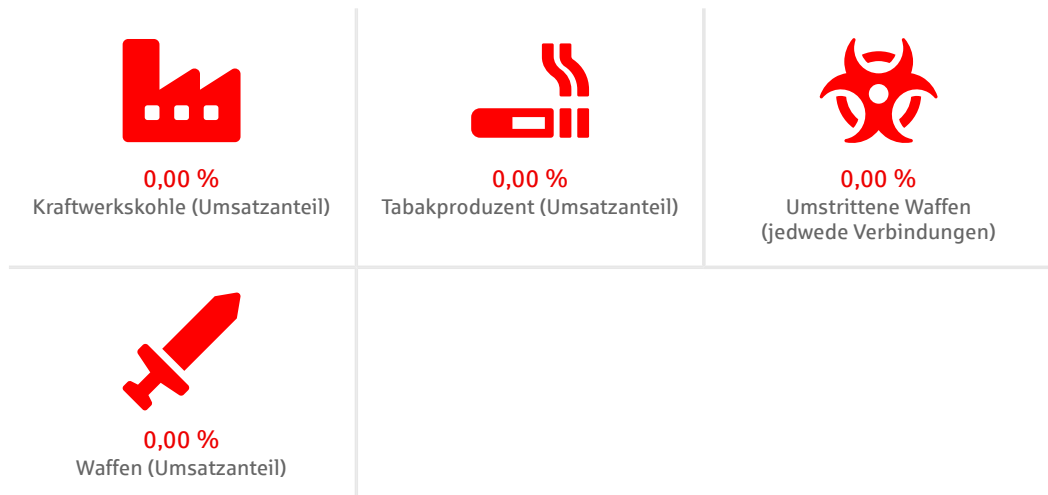 0,00 %
Kraftwerkskohle (Umsatzanteil)
0,00 %
Tabakproduzent (Umsatzanteil)
0,00 %
Umstrittene Waffen
(jedwede Verbindungen)
0,00 %
Waffen (Umsatzanteil)